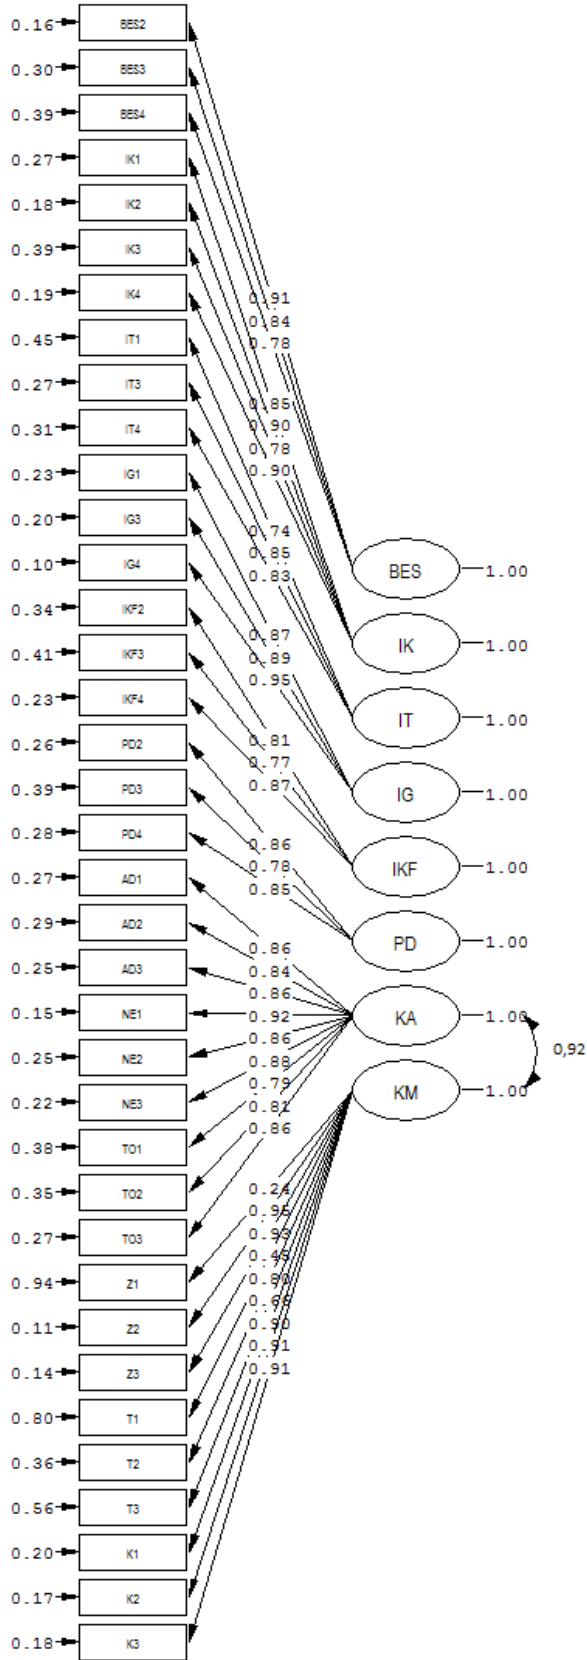 0.16 BES2
0.30 BES3
0.39 BES4
0.27 IK1
0.18 IK2
0.39 IK3
0.19 IK4
0.91
0.84
0.45 IT1
0.78
0.27 IT3
0.85
0.31 IT4
0.90
0.78
0.23 IG1
0.90
0.20 IG3
0.74
0.85
0.10 IG4
BES 1.00
0.83
0.34 IKF2
0.87
IK 1.00
0.41 IKF3
0.89
0.95
0.23 IKF4
IT 1.00
0.26 PD2
0.81
0.77
0.39 PD3
0.87
IG 1.00
0.28 PD4
0.86
0.78
IKF 1.00
0.27 AD1
0.85
0.29 AD2
PD 1.00
0.86
0.25 AD3
0.84
0.86
0.15 NE1
0.92
KA 1.00
0.86
0,92
0.25 NE2
0.88
0.79
KM 1.00
0.22 NE3
0.81
0.86
0.38 TO1
0.35 TO2
0.24
0.95
0.27 TO3
0.93
0.45
0.94 Z1
0.80
0.66
0.11 Z2
0.90
0.91
0.14 Z3
0.91
0.80 T1
0.36 T2
0.56 T3
0.20 K1
0.17 K2
0.18 K3